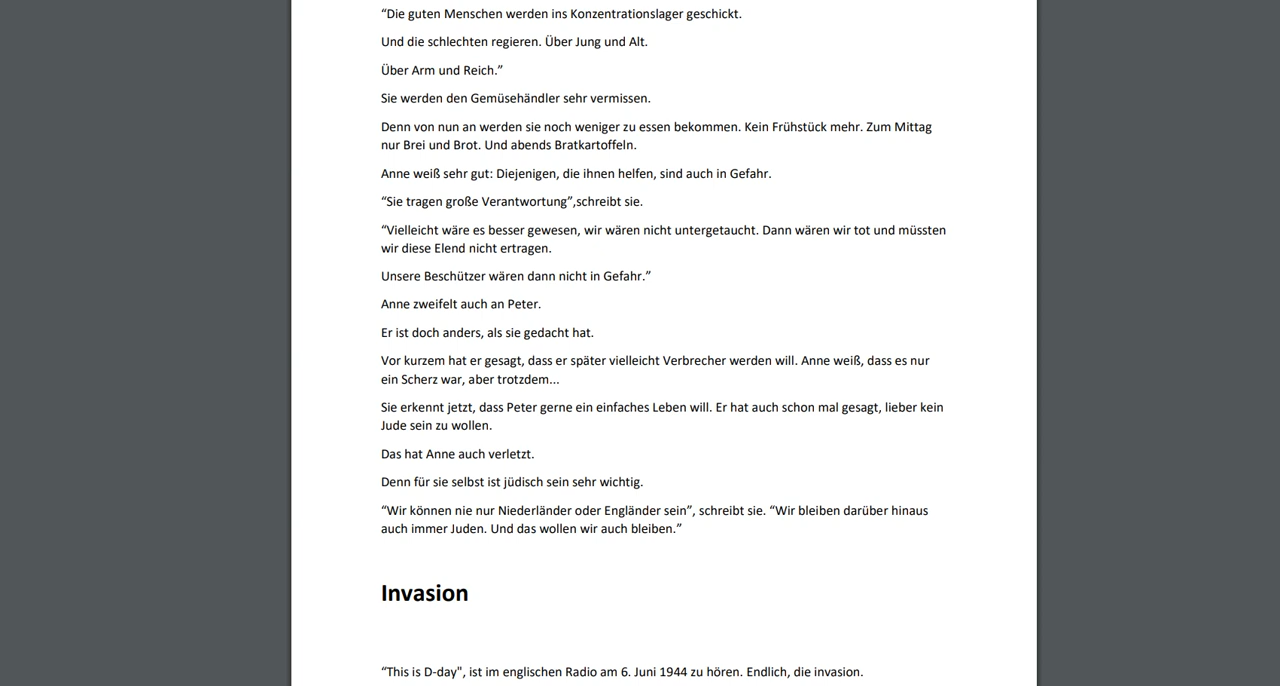 “Die guten Menschen werden ins Konzentrationslager geschickt.
Und die schlechten regieren. Über Jung und Alt.
Über Arm und Reich.”
Sie werden den Gemüsehändler sehr vermissen.
Denn von nun an werden sie noch weniger zu essen bekommen. Kein Frühstück mehr. Zum Mittag
nur Brei und Brot. Und abends Bratkartoffeln.
Anne weiß sehr gut: Diejenigen, die ihnen helfen, sind auch in Gefahr.
“Sie tragen große Verantwortung”,schreibt sie.
“Vielleicht wäre es besser gewesen, wir wären nicht untergetaucht. Dann wären wir tot und müssten
wir diese Elend nicht ertragen.
Unsere Beschützer wären dann nicht in Gefahr.”
Anne zweifelt auch an Peter.
Er ist doch anders, als sie gedacht hat.
Vor kurzem hat er gesagt, dass er später vielleicht Verbrecher werden will. Anne weiß, dass es nur
ein Scherz war, aber trotzdem...
Sie erkennt jetzt, dass Peter gerne ein einfaches Leben will. Er hat auch schon mal gesagt, lieber kein
Jude sein zu wollen.
Das hat Anne auch verletzt.
Denn für sie selbst ist jüdisch sein sehr wichtig.
“Wir können nie nur Niederländer oder Engländer sein”, schreibt sie. “Wir bleiben darüber hinaus
auch immer Juden. Und das wollen wir auch bleiben.”
Invasion
“This is D-day", ist im englischen Radio am 6. Juni 1944 zu hören. Endlich, die invasion.